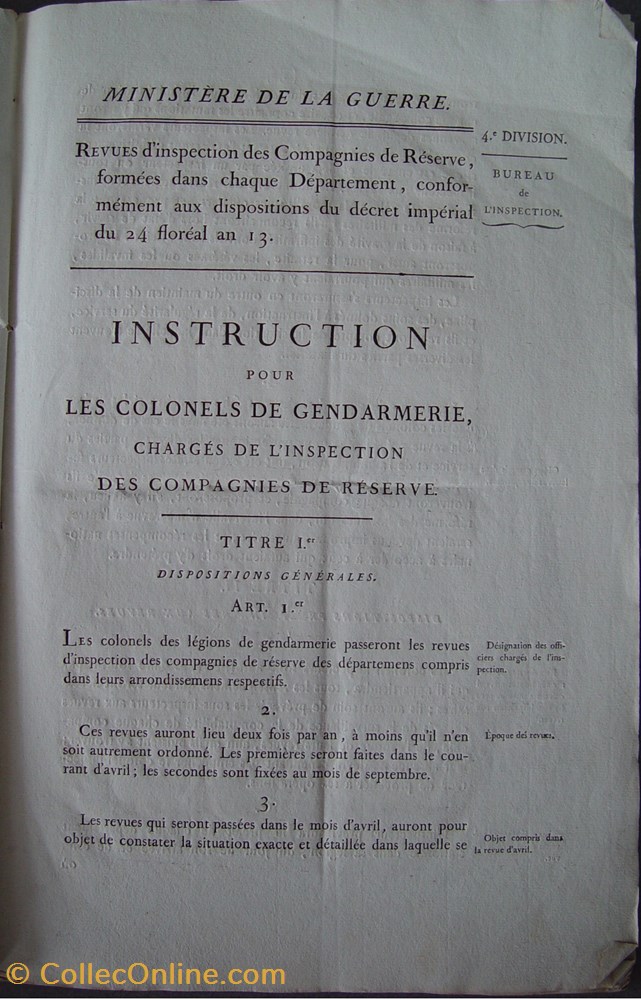 MINISTÈRE DE LA GUERRE.
4.e DIVISION.
BUREAU
de
L'INSPECTION.
REVUES d'inspection des Compagnies de Réserve,
formées dans chaque Département, confor-
mément aux dispositions du décret impérial
du 24 floréal an 13.
INSTRUCTION
POUR
LES COLONELS DE GENDARMERIE,
CHARGÉS DE L'INSPECTION
DES COMPAGNIES DE RÉSERVE.
TITRE I.er
DISPOSITIONS GÉNÉRALES.
ART. 1.er
LES colonels des légions de gendarmerie passeront les revues
d'inspection des compagnies de réserve des départemens compris
dans leurs arrondissemens respectifs.
Désignation des offi-
ciers chargés de l'ins-
pection.
2.
Ces revues auront lieu deux fois par an, à moins qu'il n'en
soit autrement ordonné. Les premières seront faites dans le cou-
rant d'avril; les secondes sont fixées au mois de septembre.
Époque des revues.
3.
Les revues qui seront passées dans le mois d'avril, auront pour
objet de constater la situation exacte et détaillée dans laquelle se
Objet compris dans
la revue d'avril.
© CollecOnline.com